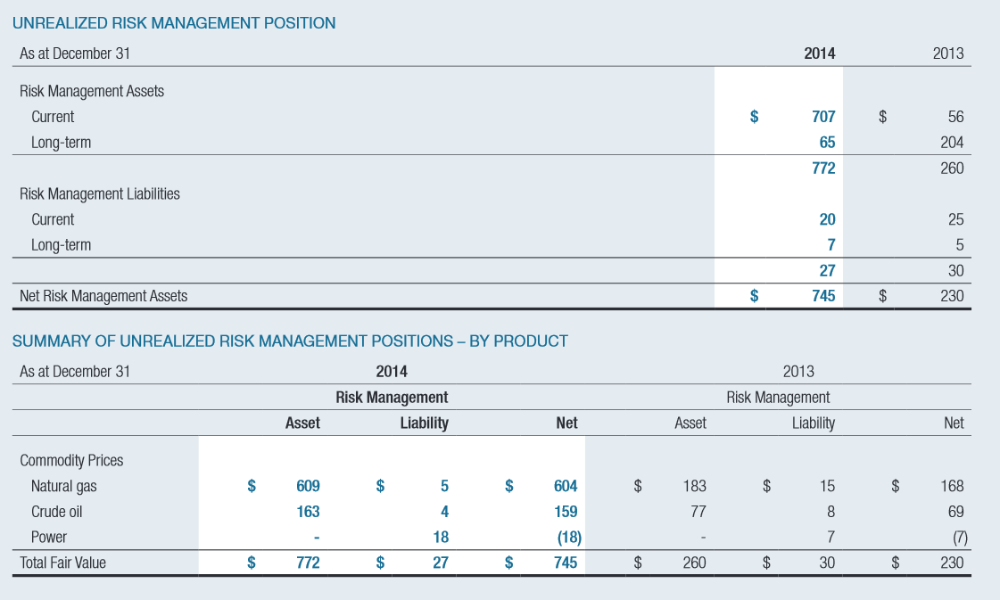 UNREALIZED RISK MANAGEMENT POSITION
As at December 31 2014 2013
Risk Management Assets
Current $ 707 $ 56
Long-term 65 204
772 260
Risk Management Liabilities
Current 20 25
Long-term 7 5
27 30
Net Risk Management Assets $ 745 $ 230
SUMMARY OF UNREALIZED RISK MANAGEMENT POSITIONS – BY PRODUCT
As at December 31 2014 2013
Risk Management Risk Management
Asset Liability Net Asset Liability Net
Commodity Prices
Natural gas $ 609 $ 5 $ 604 $ 183 $ 15 $ 168
Crude oil 163 4 159 77 8 69
Power - 18 (18) - 7 (7)
Total Fair Value $ 772 $ 27 $ 745 $ 260 $ 30 $ 230